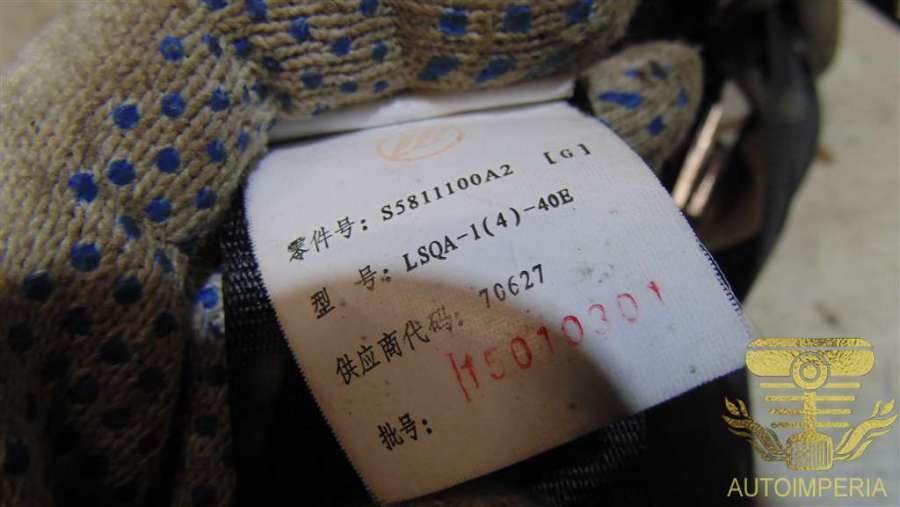 零件号: S5811100A2 [G]
型 号: LSQA-1(4)-40E
供应商代码: 70627
批号: 15010301
AUTOIMPERIA